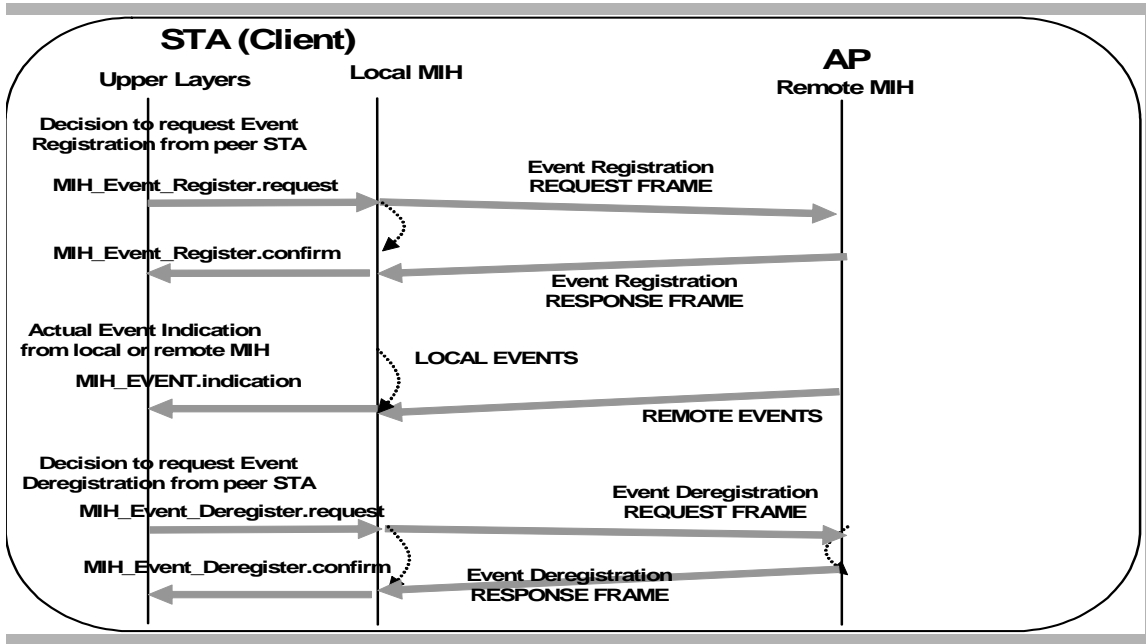 STA (Client)
AP
Upper Layers
Local MIH
Remote MIH
Decision to request Event
Registration from peer STA
MIH_Event_Register.request
Event Registration
REQUEST FRAME
MIH_Event_Register.confirm
Event Registration
RESPONSE FRAME
Actual Event Indication
from local or remote MIH
LOCAL EVENTS
MIH_EVENT.indication
REMOTE EVENTS
Decision to request Event
Deregistration from peer STA
MIH_Event_Deregister.request
Event Deregistration
REQUEST FRAME
MIH_Event_Deregister.confirm
Event Deregistration
RESPONSE FRAME